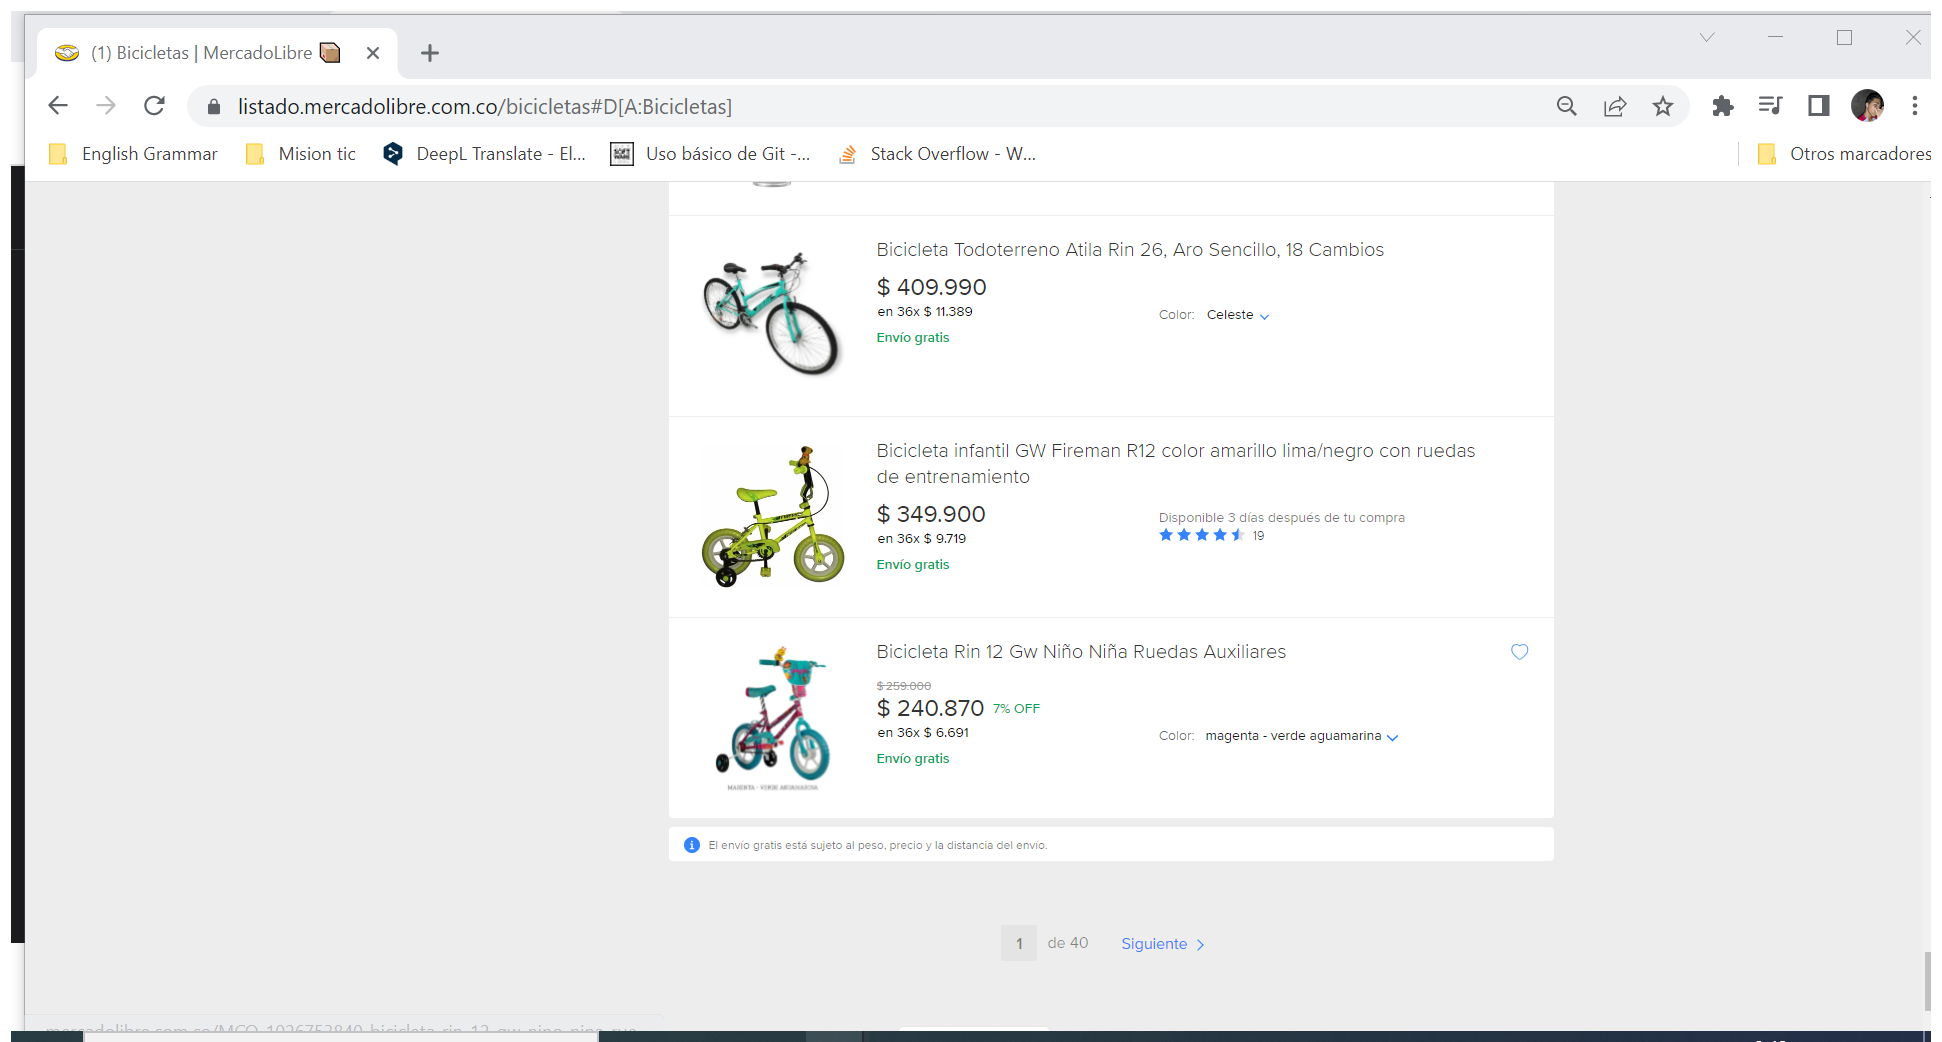 (1) Bicicletas | MercadoLibre
listado.mercadolibre.com.co/bicicletas#D[A:Bicicletas]
English Grammar
Mision tic
DeepL Translate - El...
Uso básico de Git -...
Stack Overflow - W...
Otros marcadores
Bicicleta Todoterreno Atila Rin 26, Aro Sencillo, 18 Cambios
$ 409.990
en 36x $ 11.389
Color: Celeste
Envío gratis
Bicicleta infantil GW Fireman R12 color amarillo lima/negro con ruedas
de entrenamiento
$ 349.900
Disponible 3 días después de tu compra
en 36x $ 9.719
19
Envío gratis
Bicicleta Rin 12 Gw Niño Niña Ruedas Auxiliares
$ 259.000
$ 240.870 7% OFF
en 36x $ 6.691
Color: magenta - verde aguamarina
Envío gratis
MAGENTA - VERDE AGUAMARINA
El envío gratis está sujeto al peso, precio y la distancia del envío.
1 de 40 Siguiente